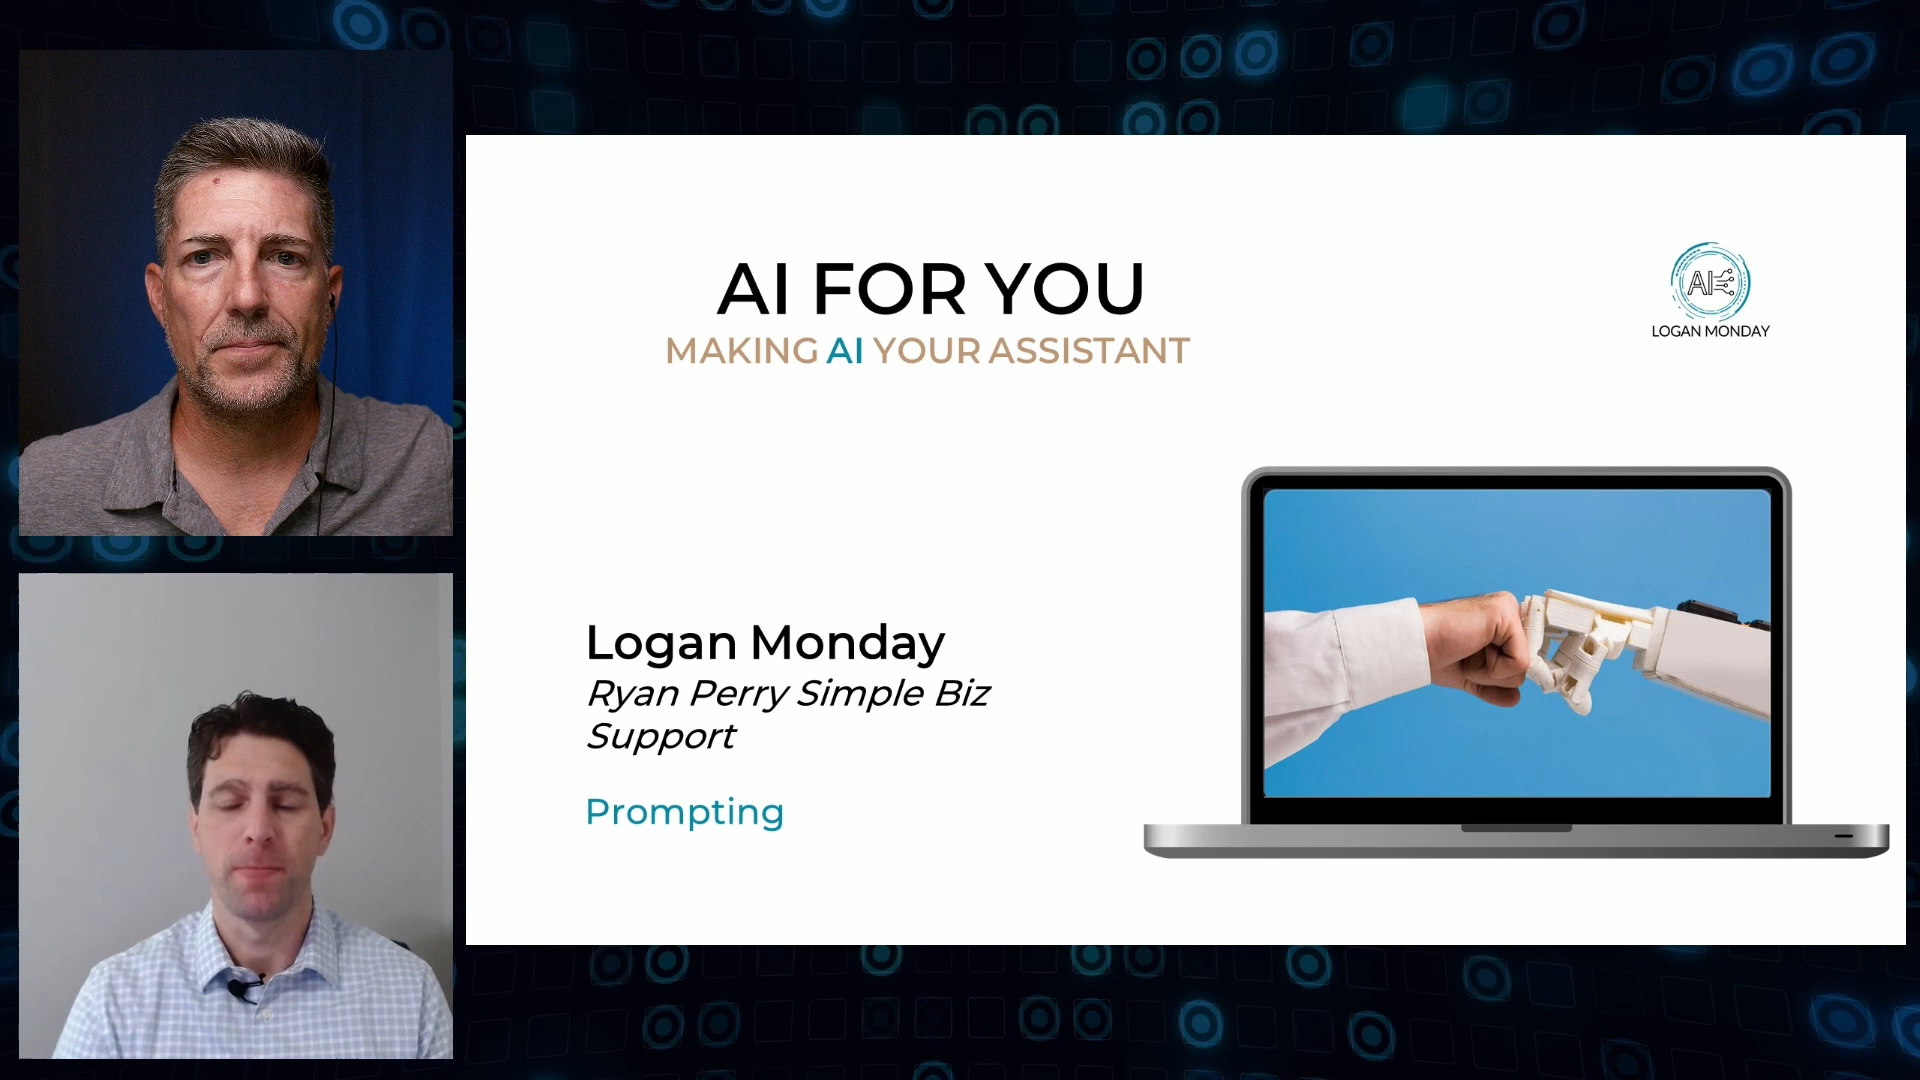 AI FOR YOU
MAKING AI YOUR ASSISTANT
AI
LOGAN MONDAY
Logan Monday
Ryan Perry Simple Biz
Support
Prompting